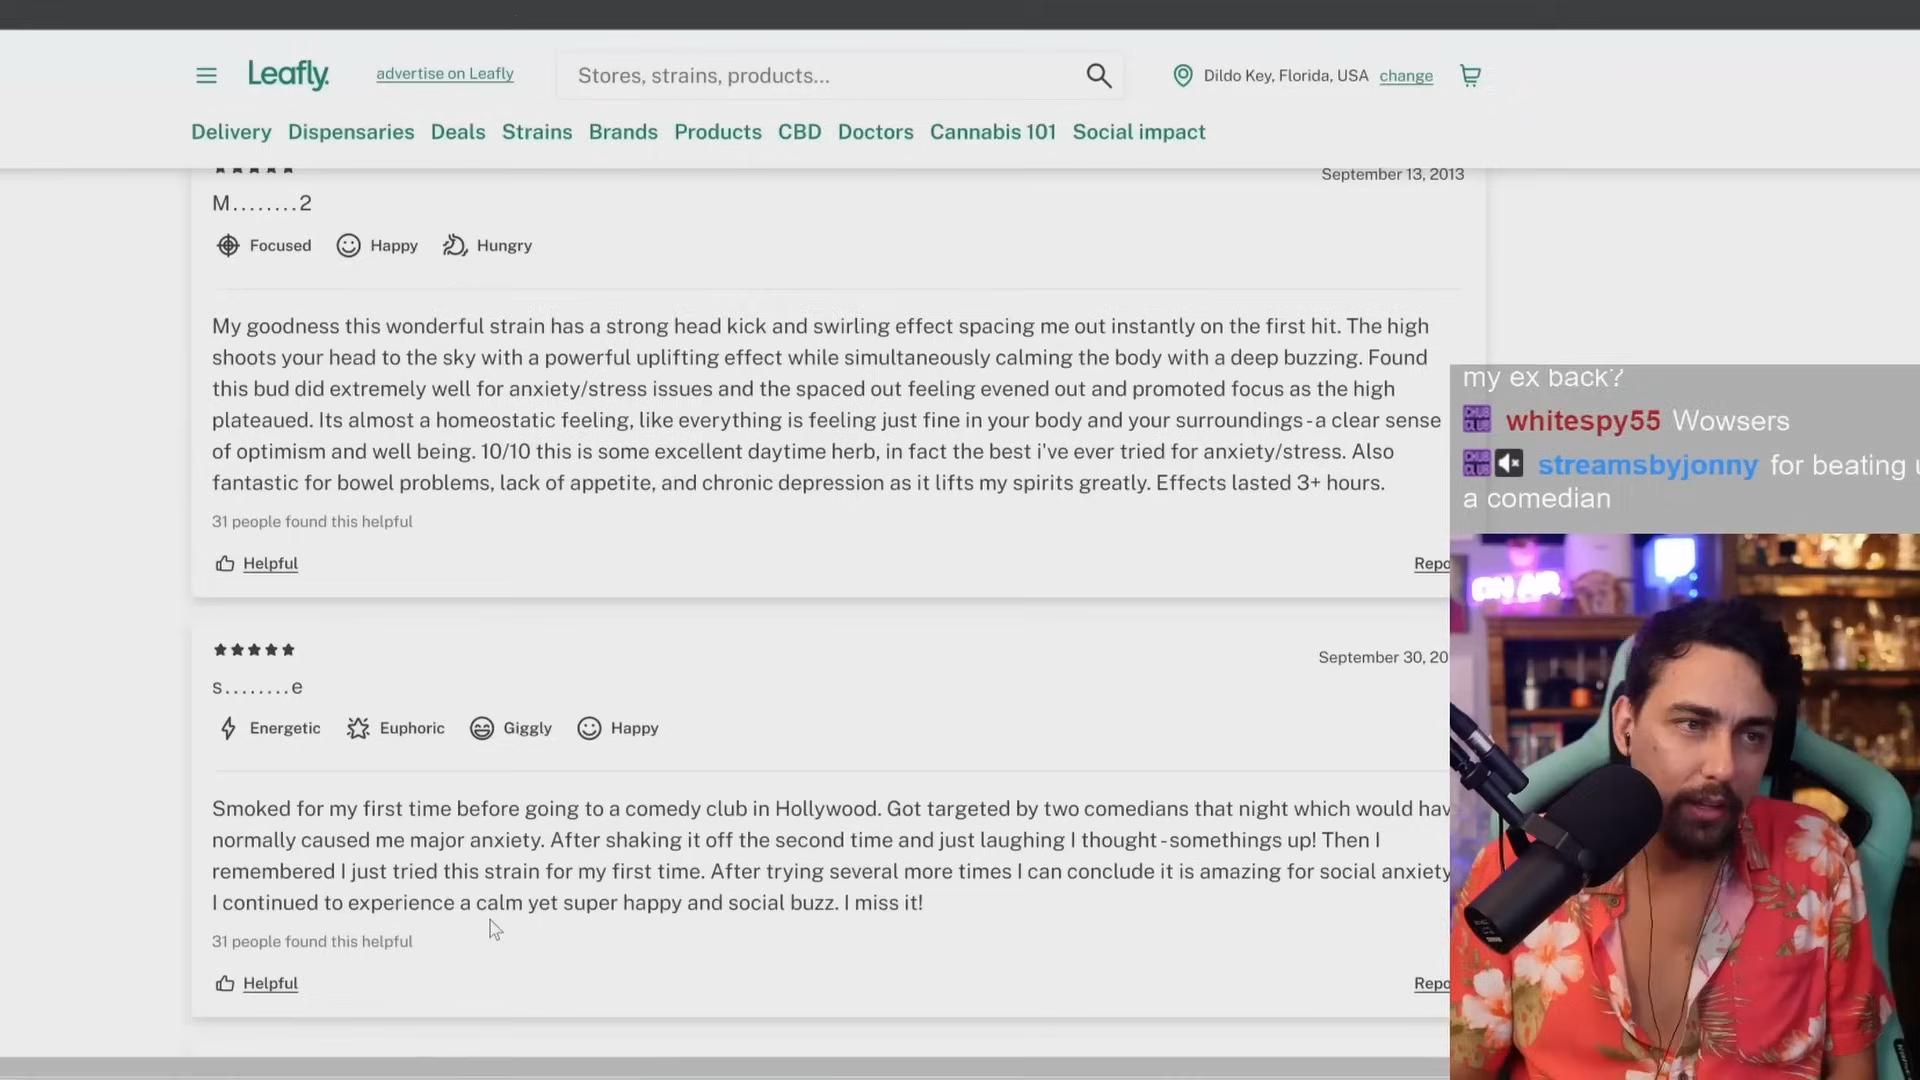 Leafly.
advertise on Leafly
Stores, strains, products...
Dildo Key, Florida, USA change
Delivery Dispensaries Deals Strains Brands Products CBD Doctors Cannabis 101 Social impact
September 13, 2013
M........2
Focused Happy Hungry
My goodness this wonderful strain has a strong head kick and swirling effect spacing me out instantly on the first hit. The high
shoots your head to the sky with a powerful uplifting effect while simultaneously calming the body with a deep buzzing. Found
this bud did extremely well for anxiety/stress issues and the spaced out feeling evened out and promoted focus as the high
plateaued. Its almost a homeostatic feeling, like everything is feeling just fine in your body and your surroundings-a clear sense
of optimism and well being. 10/10 this is some excellent daytime herb, in fact the best i've ever tried for anxiety/stress. Also
fantastic for bowel problems, lack of appetite, and chronic depression as it lifts my spirits greatly. Effects lasted 3+ hours.
31 people found this helpful
Helpful
Repo
September 30, 20
s........e
Energetic Euphoric Giggly Happy
Smoked for my first time before going to a comedy club in Hollywood. Got targeted by two comedians that night which would hav
normally caused me major anxiety. After shaking it off the second time and just laughing I thought-somethings up! Then I
remembered I just tried this strain for my first time. After trying several more times I can conclude it is amazing for social anxiety
I continued to experience a calm yet super happy and social buzz. I miss it!
31 people found this helpful
Helpful
Repo
my ex back?
whitespy55 Wowsers
streamsbyjonny for beating u
a comedian
ON AIR